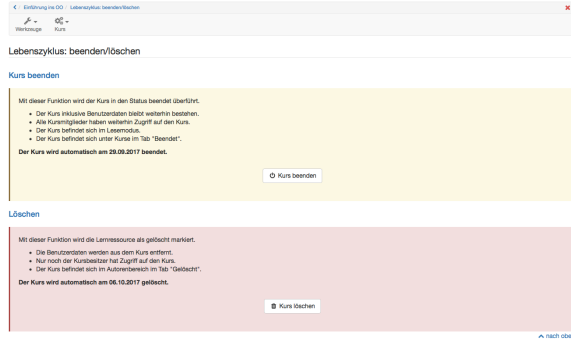 Einführung ins OO / Lebenszyklus: beenden/löschen
Werkzeuge Kurs
Lebenszyklus: beenden/löschen
Kurs beenden
Mit dieser Funktion wird der Kurs in den Status beendet überführt.
Der Kurs inklusive Benutzerdaten bleibt weiterhin bestehen.
Alle Kursmitglieder haben weiterhin Zugriff auf den Kurs.
Der Kurs befindet sich im Lesemodus.
Der Kurs befindet sich unter Kurse im Tab "Beendet".
Der Kurs wird automatisch am 29.09.2017 beendet.
Kurs beenden
Löschen
Mit dieser Funktion wird die Lernressource als gelöscht markiert.
Die Benutzerdaten werden aus dem Kurs entfernt.
Nur noch der Kursbesitzer hat Zugriff auf den Kurs.
Der Kurs befindet sich im Autorenbereich im Tab "Gelöscht".
Der Kurs wird automatisch am 06.10.2017 gelöscht.
Kurs löschen
nach obe